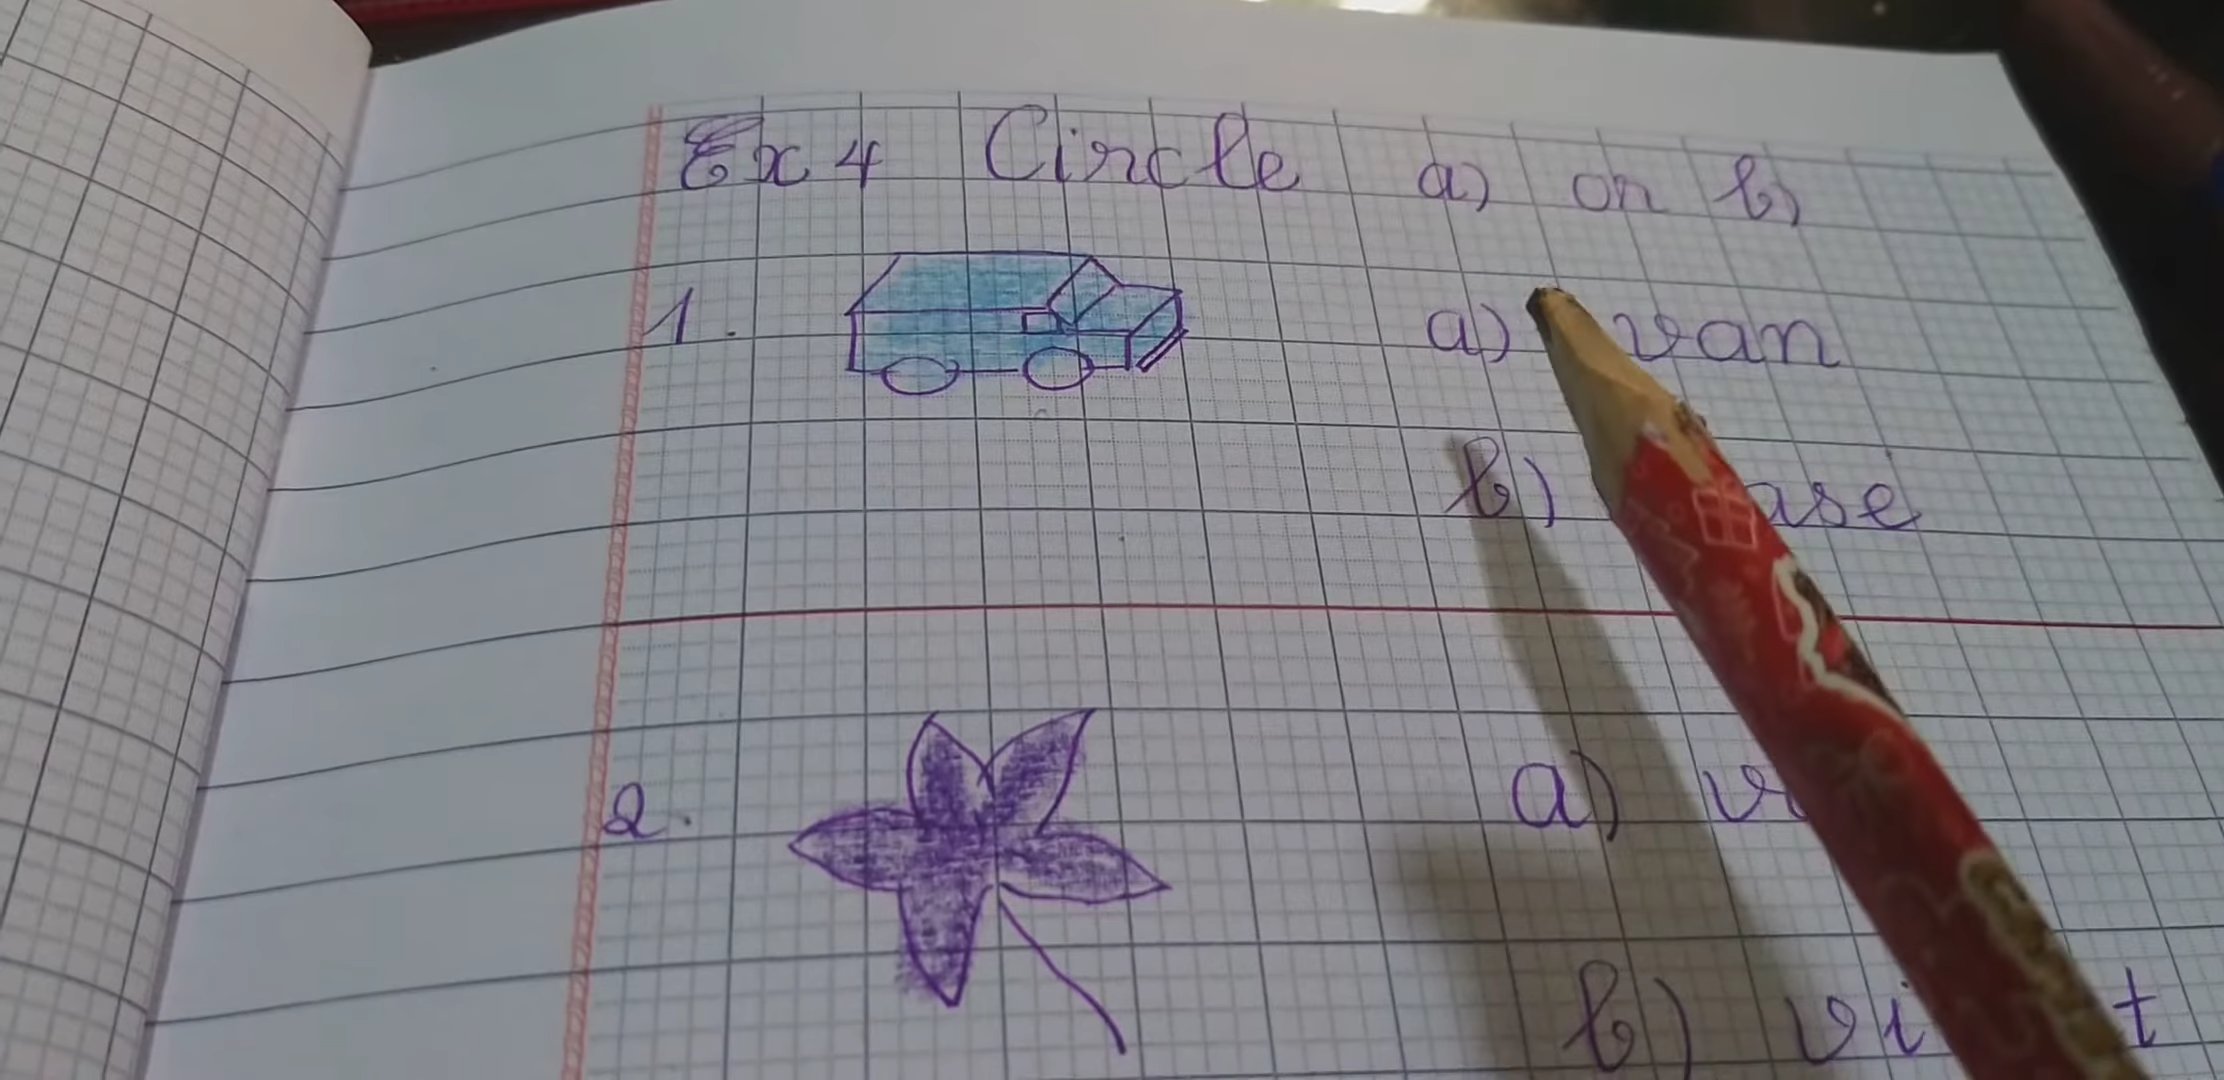 Ex 4 Circle a) or b)
1. a) van
b) ase
2. a) v
b) vi t